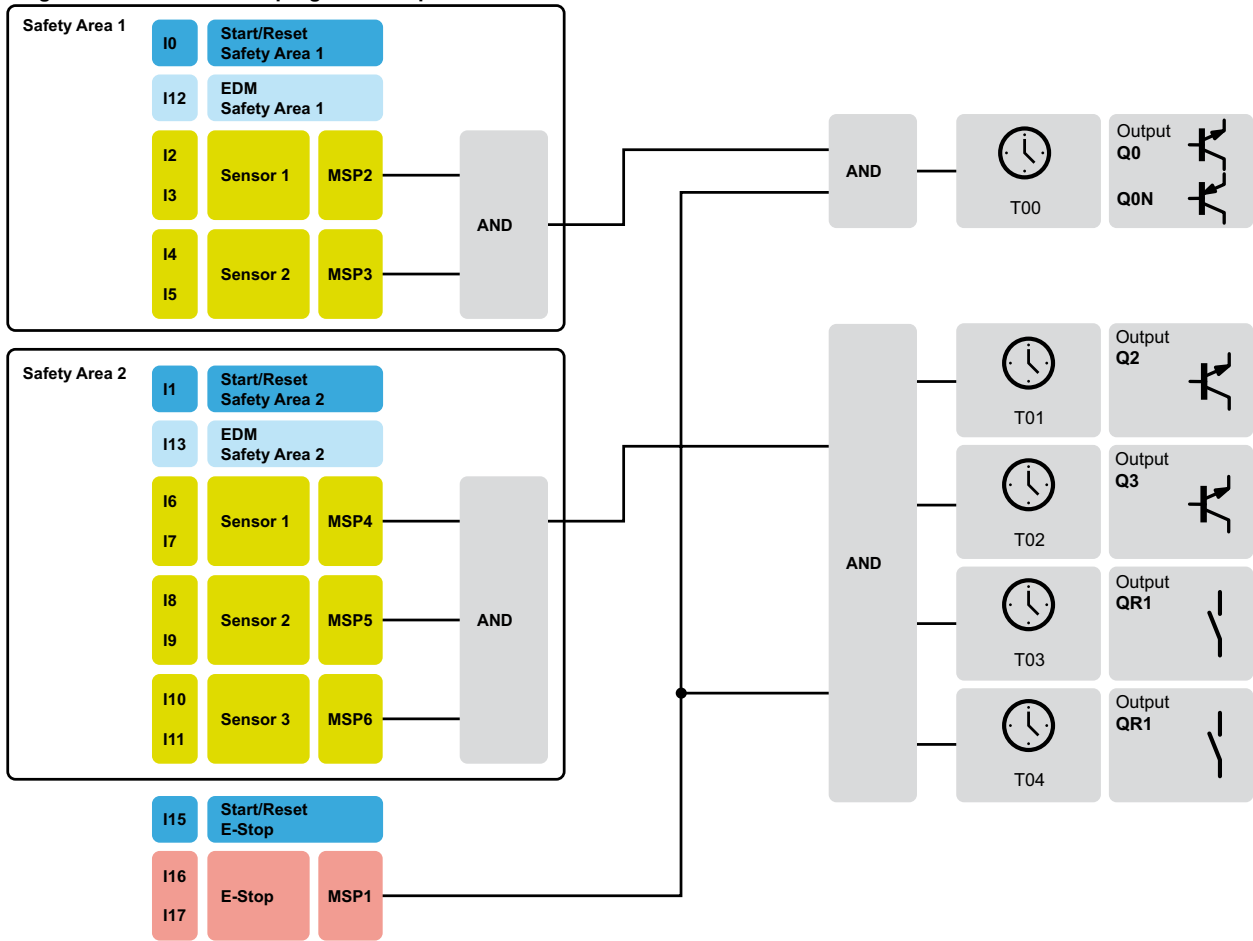 Safety Area 1
I0
Start/Reset
Safety Area 1
I12
EDM
Safety Area 1
I2
I3
Sensor 1
MSP2
I4
I5
Sensor 2
MSP3
AND
Safety Area 2
I1
Start/Reset
Safety Area 2
I13
EDM
Safety Area 2
I6
I7
Sensor 1
MSP4
I8
I9
Sensor 2
MSP5
I10
I11
Sensor 3
MSP6
AND
I15
Start/Reset
E-Stop
I16
I17
E-Stop
MSP1
AND
T00
Output
Q0
Q0N
AND
T01
Output
Q2
T02
Output
Q3
T03
Output
QR1
T04
Output
QR1